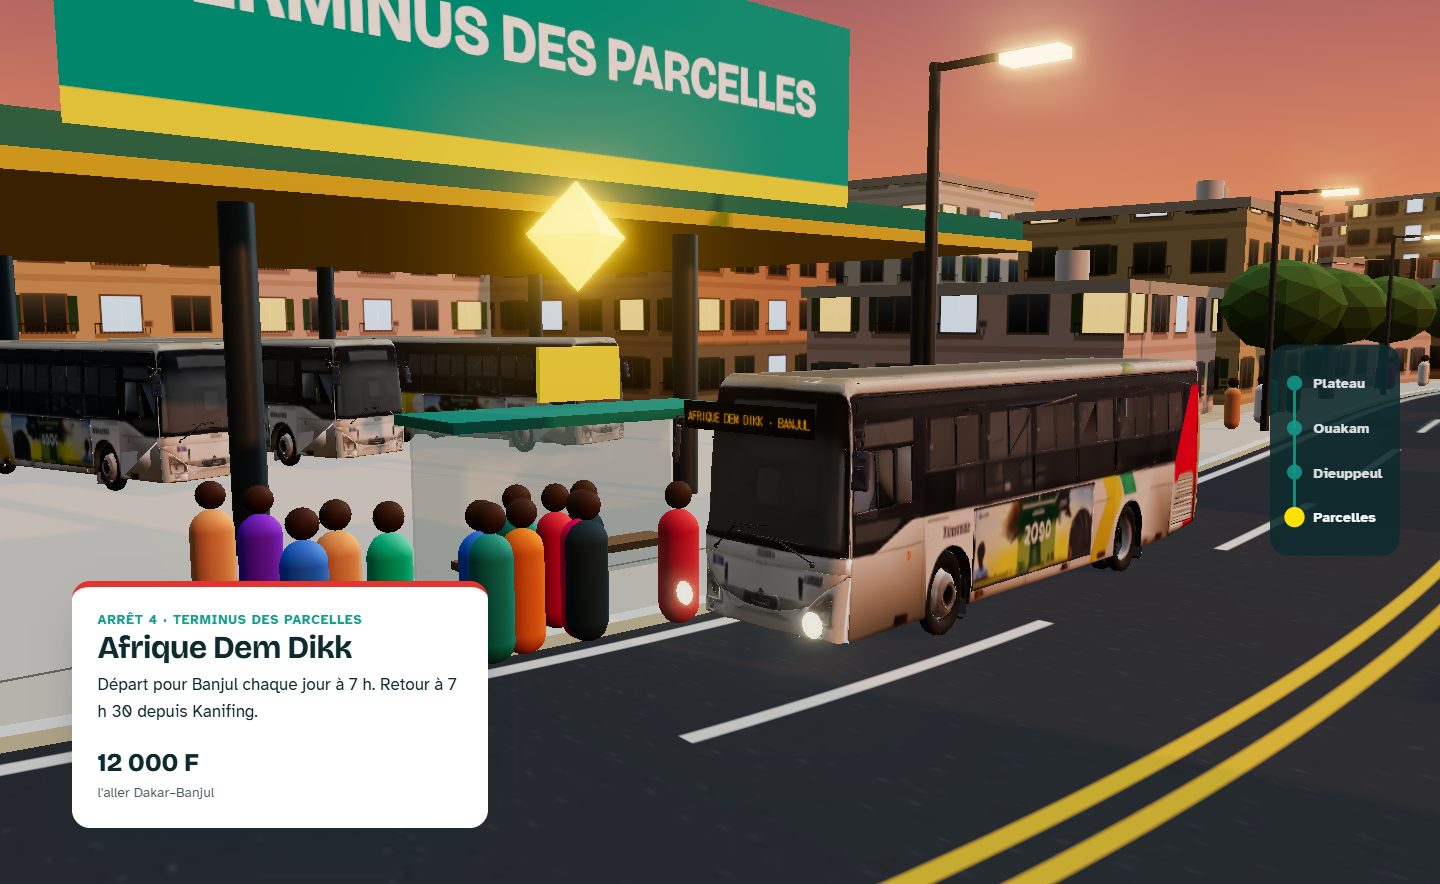 TERMINUS DES PARCELLES
AFRIQUE DEM DIKK · BANJUL
2090
Plateau
Ouakam
Dieuppeul
Parcelles
ARRÊT 4 · TERMINUS DES PARCELLES
Afrique Dem Dikk
Départ pour Banjul chaque jour à 7 h. Retour à 7
h 30 depuis Kanifing.
12 000 F
l'aller Dakar–Banjul